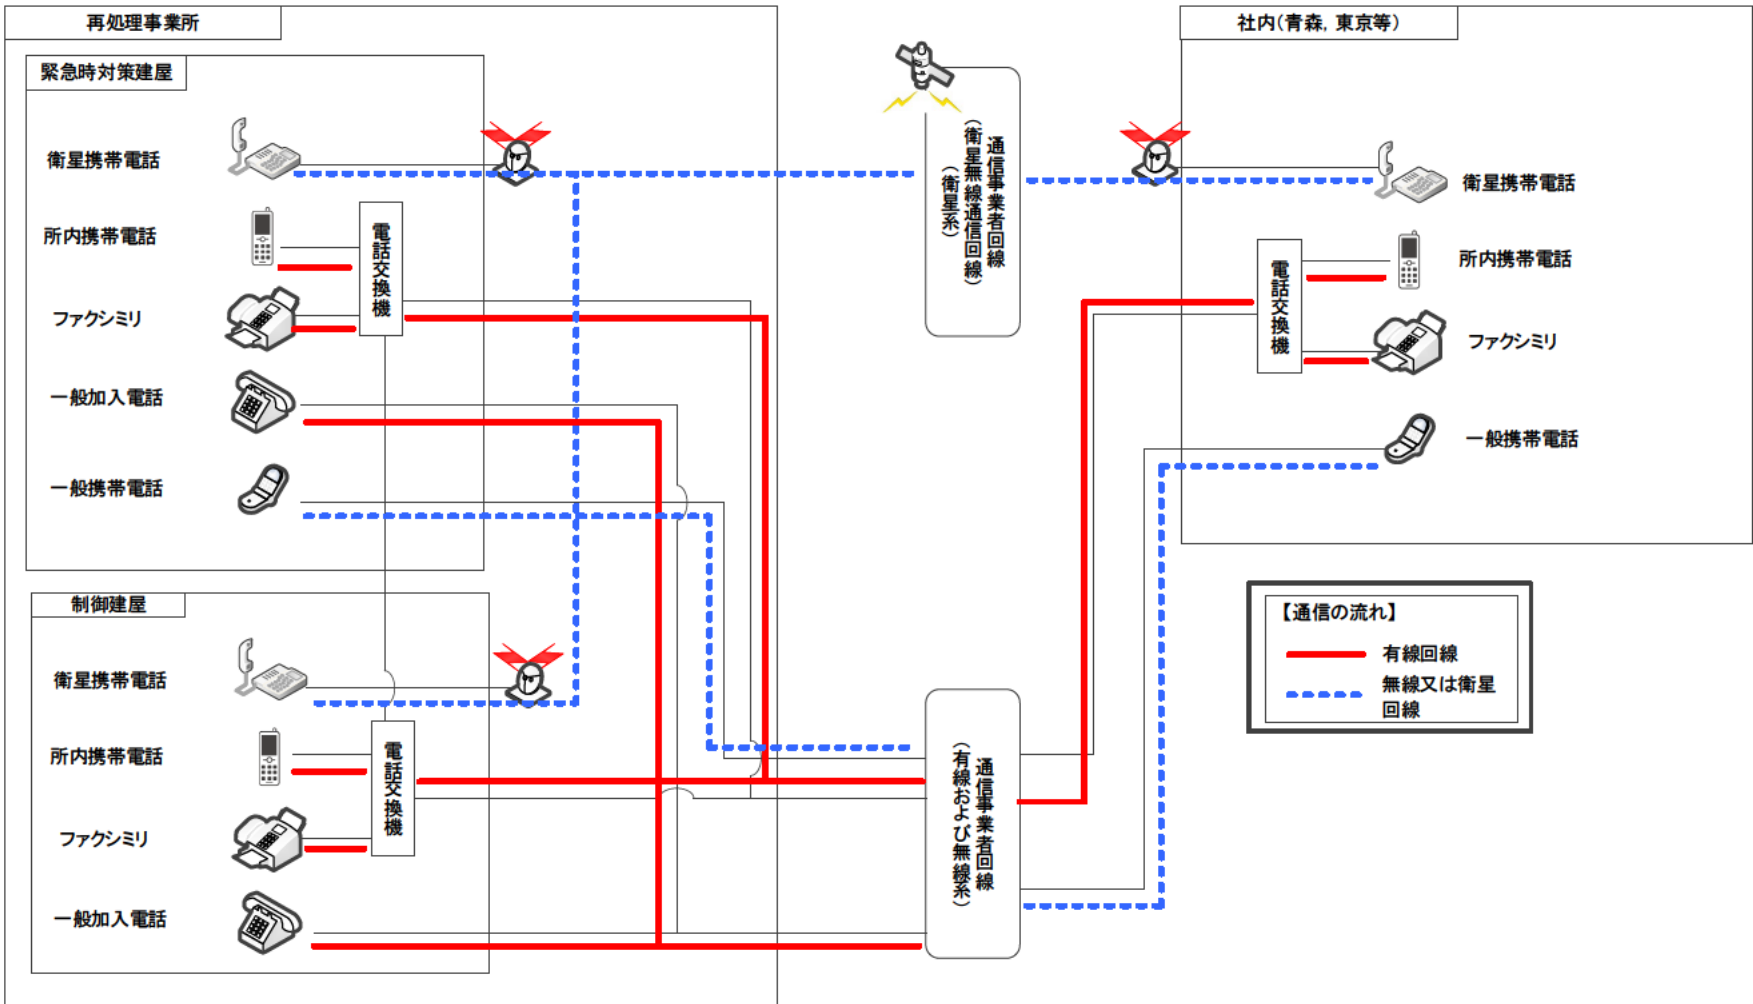 再処理事業所
緊急時対策建屋
衛星携帯電話
所内携帯電話
電話交換機
ファクシミリ
一般加入電話
一般携帯電話
制御建屋
衛星携帯電話
所内携帯電話
電話交換機
ファクシミリ
一般加入電話
通信事業者回線
(衛星無線通信回線)
(衛星系)
通信事業者回線
(有線および無線系)
社内(青森, 東京等)
衛星携帯電話
所内携帯電話
電話交換機
ファクシミリ
一般携帯電話
【通信の流れ】
有線回線
無線又は衛星
回線